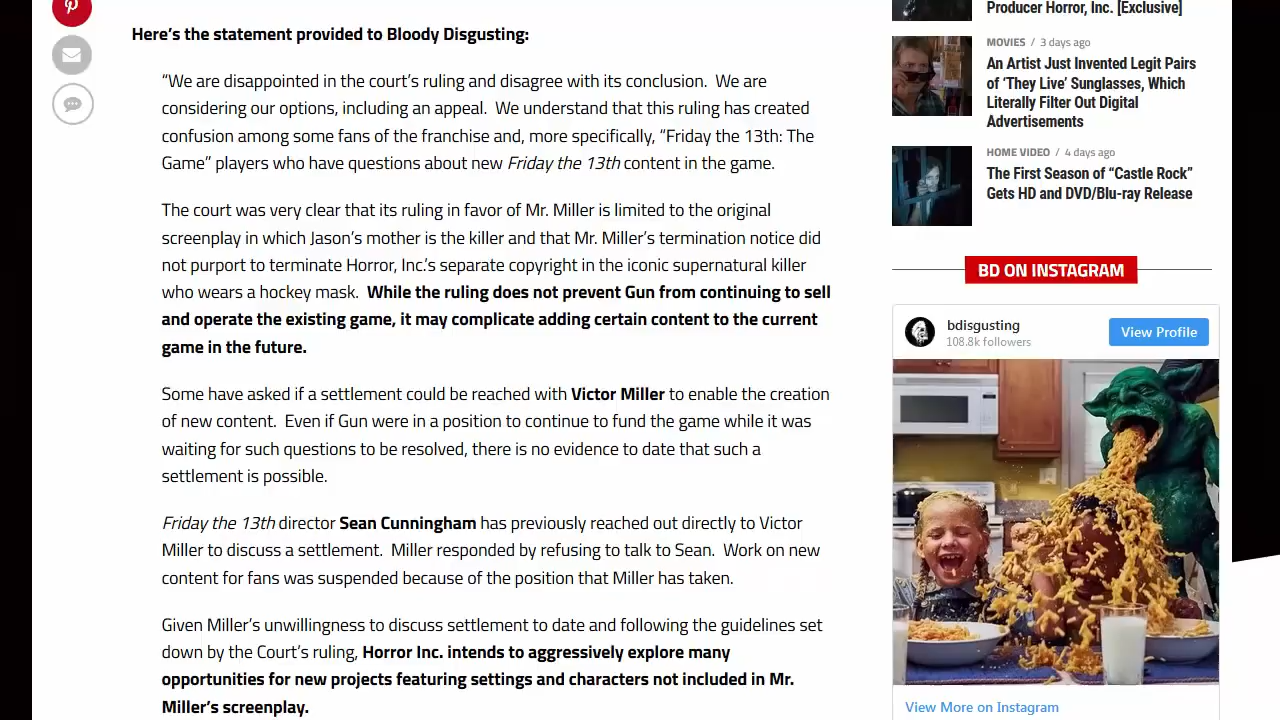 Here’s the statement provided to Bloody Disgusting:
“We are disappointed in the court’s ruling and disagree with its conclusion.  We are
considering our options, including an appeal.  We understand that this ruling has created
confusion among some fans of the franchise and, more specifically, “Friday the 13th: The
Game” players who have questions about new Friday the 13th content in the game.
The court was very clear that its ruling in favor of Mr. Miller is limited to the original
screenplay in which Jason’s mother is the killer and that Mr. Miller’s termination notice did
not purport to terminate Horror, Inc.’s separate copyright in the iconic supernatural killer
who wears a hockey mask.  While the ruling does not prevent Gun from continuing to sell
and operate the existing game, it may complicate adding certain content to the current
game in the future.
Some have asked if a settlement could be reached with Victor Miller to enable the creation
of new content.  Even if Gun were in a position to continue to fund the game while it was
waiting for such questions to be resolved, there is no evidence to date that such a
settlement is possible.
Friday the 13th director Sean Cunningham has previously reached out directly to Victor
Miller to discuss a settlement.  Miller responded by refusing to talk to Sean.  Work on new
content for fans was suspended because of the position that Miller has taken.
Given Miller’s unwillingness to discuss settlement to date and following the guidelines set
down by the Court’s ruling, Horror Inc. intends to aggressively explore many
opportunities for new projects featuring settings and characters not included in Mr.
Miller’s screenplay.
Producer Horror, Inc. [Exclusive]
MOVIES / 3 days ago
An Artist Just Invented Legit Pairs
of ‘They Live’ Sunglasses, Which
Literally Filter Out Digital
Advertisements
HOME VIDEO / 4 days ago
The First Season of “Castle Rock”
Gets HD and DVD/Blu-ray Release
BD ON INSTAGRAM
bdisgusting
108.8k followers
View Profile
View More on Instagram